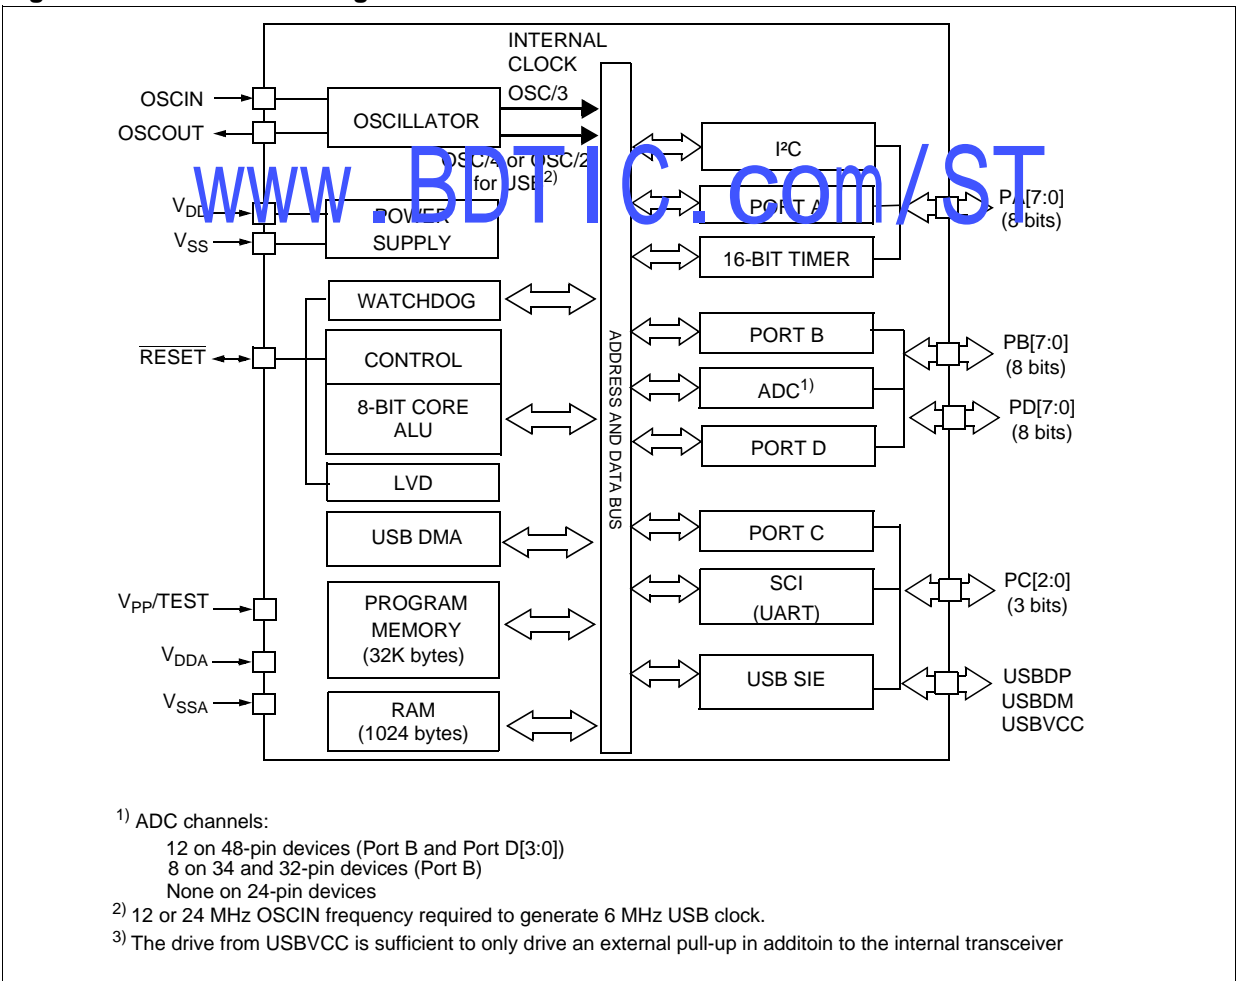 INTERNAL
CLOCK
OSC/3
OSCIN
OSCILLATOR
OSCOUT
OSC/4 or OSC/2
for USB2)
www.BDTIC.com/ST
I²C
VDD
POWER
SUPPLY
VSS
PORT A
PA[7:0]
(8 bits)
16-BIT TIMER
WATCHDOG
RESET
CONTROL
8-BIT CORE
ALU
LVD
ADDRESS AND DATA BUS
PORT B
PB[7:0]
(8 bits)
ADC1)
PD[7:0]
(8 bits)
PORT D
USB DMA
PORT C
VPP/TEST
PROGRAM
MEMORY
(32K bytes)
SCI
(UART)
PC[2:0]
(3 bits)
VDDA
VSSA
RAM
(1024 bytes)
USB SIE
USBDP
USBDM
USBVCC
1) ADC channels:
12 on 48-pin devices (Port B and Port D[3:0])
8 on 34 and 32-pin devices (Port B)
None on 24-pin devices
2) 12 or 24 MHz OSCIN frequency required to generate 6 MHz USB clock.
3) The drive from USBVCC is sufficient to only drive an external pull-up in additoin to the internal transceiver